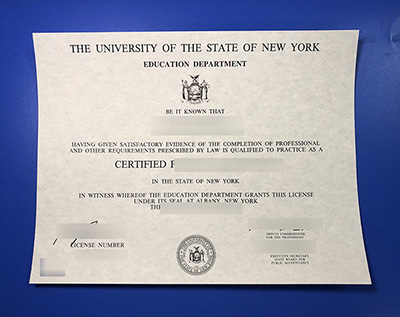 THE UNIVERSITY OF THE STATE OF NEW YORK
EDUCATION DEPARTMENT
BE IT KNOWN THAT
HAVING GIVEN SATISFACTORY EVIDENCE OF THE COMPLETION OF PROFESSIONAL
AND OTHER REQUIREMENTS PRESCRIBED BY LAW IS QUALIFIED TO PRACTICE AS A
CERTIFIED P
IN THE STATE OF NEW YORK
IN WITNESS WHEREOF THE EDUCATION DEPARTMENT GRANTS THIS LICENSE
UNDER ITS SEAL AT ALBANY, NEW YORK
THI
LICENSE NUMBER
DEPUTY COMMISSIONER
FOR THE PROFESSIONS
EXECUTIVE SECRETARY
STATE BOARD FOR
PUBLIC ACCOUNTANCY